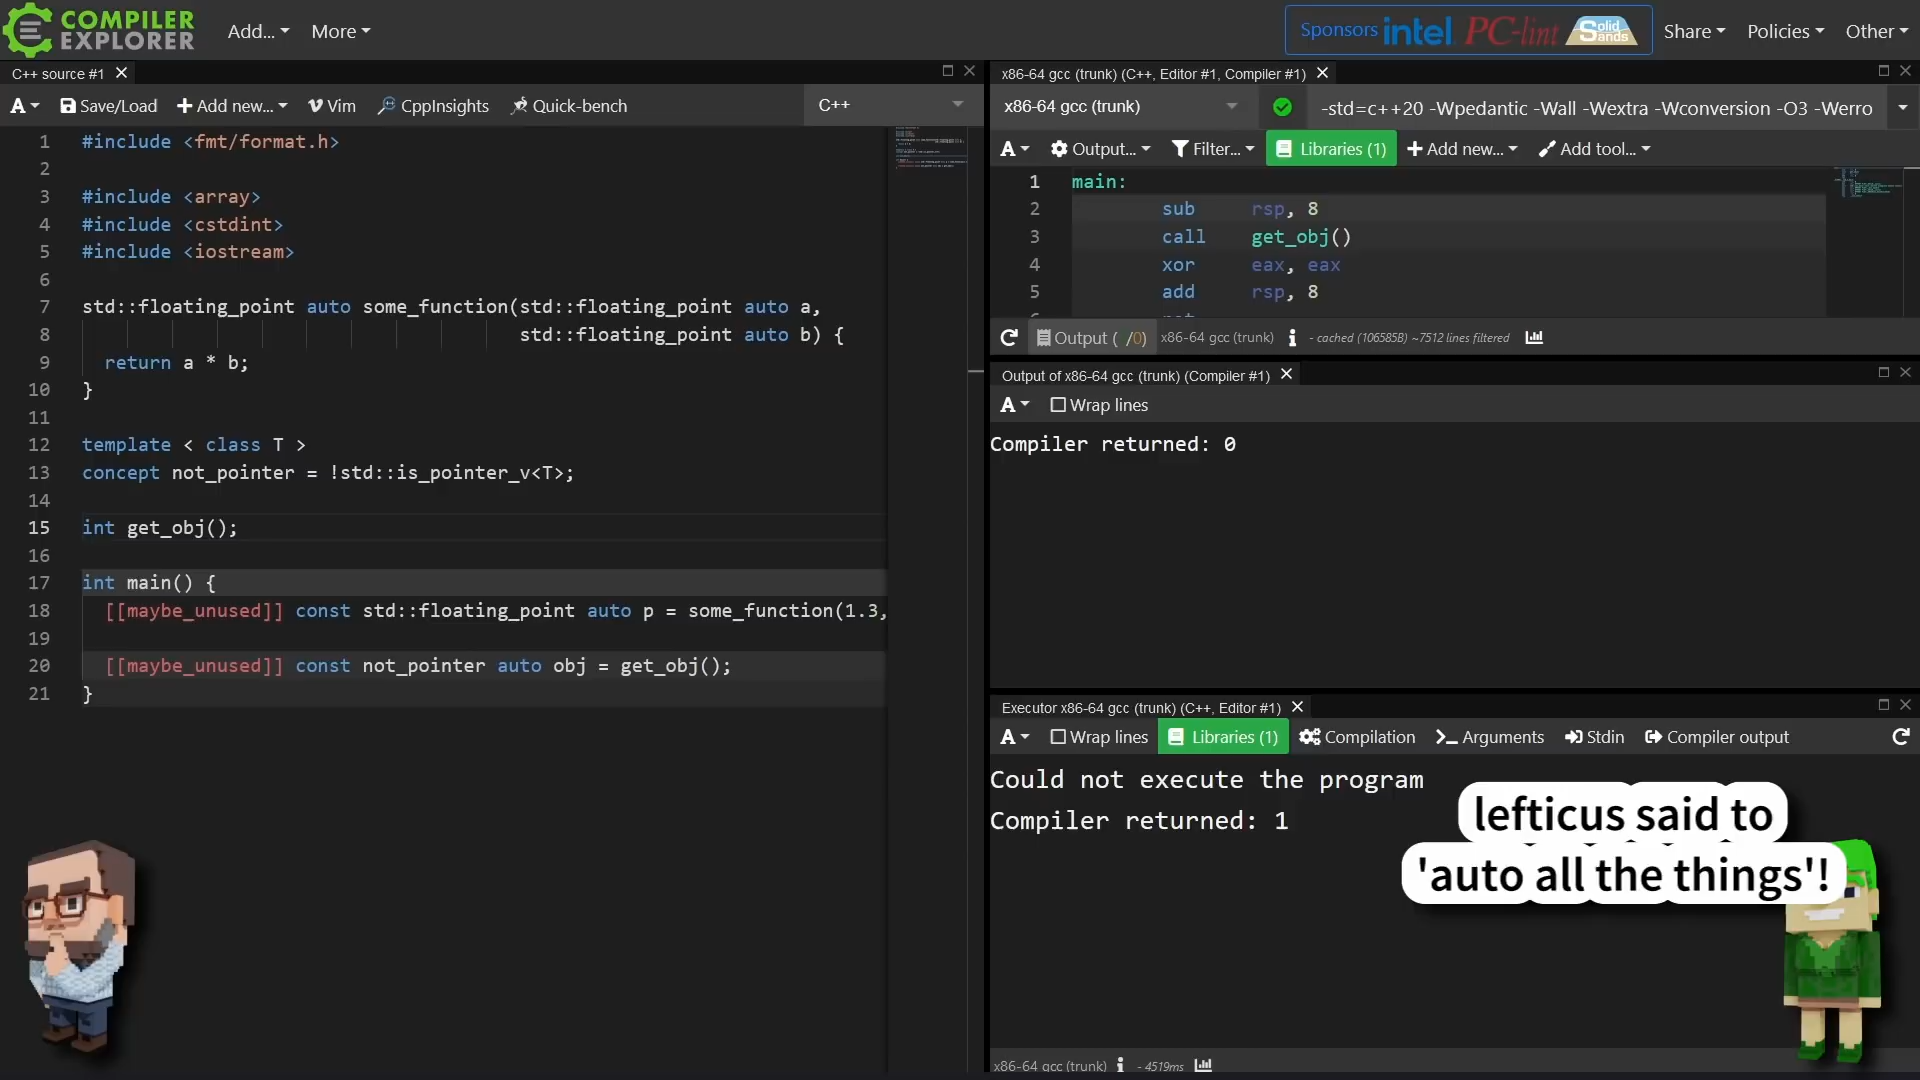 COMPILER
EXPLORER
Add...
More
Sponsors intel PC-lint Solid Sands
Share
Policies
Other
C++ source #1
A
Save/Load
Add new...
Vim
CppInsights
Quick-bench
C++
1 #include <fmt/format.h>
2
3 #include <array>
4 #include <cstdint>
5 #include <iostream>
6
7 std::floating_point auto some_function(std::floating_point auto a,
8 std::floating_point auto b) {
9 return a * b;
10 }
11
12 template < class T >
13 concept not_pointer = !std::is_pointer_v<T>;
14
15 int get_obj();
16
17 int main() {
18 [[maybe_unused]] const std::floating_point auto p = some_function(1.3,
19
20 [[maybe_unused]] const not_pointer auto obj = get_obj();
21 }
x86-64 gcc (trunk) (C++, Editor #1, Compiler #1)
x86-64 gcc (trunk)
-std=c++20 -Wpedantic -Wall -Wextra -Wconversion -O3 -Werro
A
Output...
Filter...
Libraries (1)
Add new...
Add tool...
1 main:
2 sub rsp, 8
3 call get_obj()
4 xor eax, eax
5 add rsp, 8
Output ( /0) x86-64 gcc (trunk) i - cached (106585B) ~7512 lines filtered
Output of x86-64 gcc (trunk) (Compiler #1)
A
Wrap lines
Compiler returned: 0
Executor x86-64 gcc (trunk) (C++, Editor #1)
A
Wrap lines
Libraries (1)
Compilation
Arguments
Stdin
Compiler output
Could not execute the program
Compiler returned: 1
lefticus said to
'auto all the things'!
x86-64 gcc (trunk) i - 4519ms